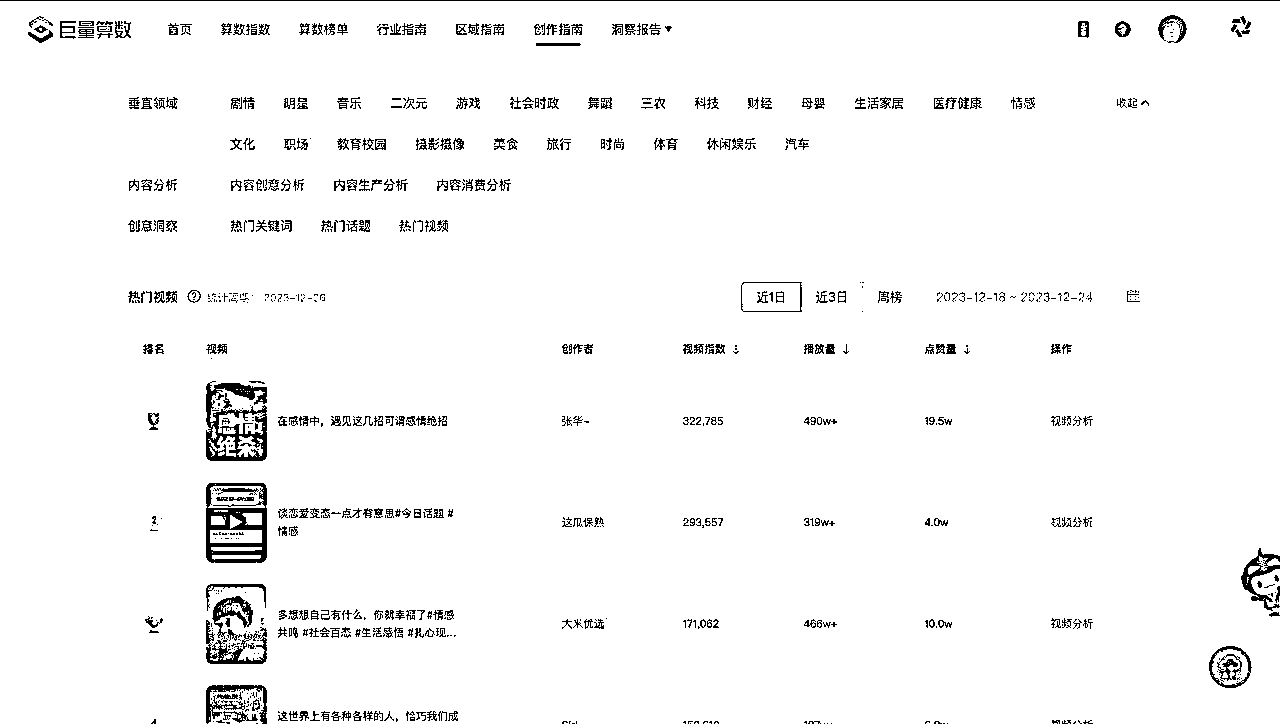 巨量算数 首页 算数指数 算数榜单 行业指南 区域指南 创作指南 洞察报告
垂直领域 剧情 明星 音乐 二次元 游戏 社会时政 舞蹈 三农 科技 财经 母婴 生活家居 医疗健康 情感 收起
文化 职场 教育校园 摄影摄像 美食 旅行 时尚 体育 休闲娱乐 汽车
内容分析 内容创意分析 内容生产分析 内容消费分析
创意洞察 热门关键词 热门话题 热门视频
热门视频 统计周期: 2023-12-26 近1日 近3日 周榜 2023-12-18 ~ 2023-12-24
排名 视频 创作者 视频指数 播放量 点赞量 操作
感情
绝杀
在感情中，遇见这几招可谓感情绝招 张华~ 322,785 490w+ 19.5w 视频分析
2 谈恋爱变态一点才有意思#今日话题 #
情感 这瓜保熟 293,557 319w+ 4.0w 视频分析
多想想自己有什么，你就幸福了#情感
共鸣 #社会百态 #生活感悟 #扎心现... 大米优选 171,062 466w+ 10.0w 视频分析
这世界上有各种各样的人，恰巧我们成